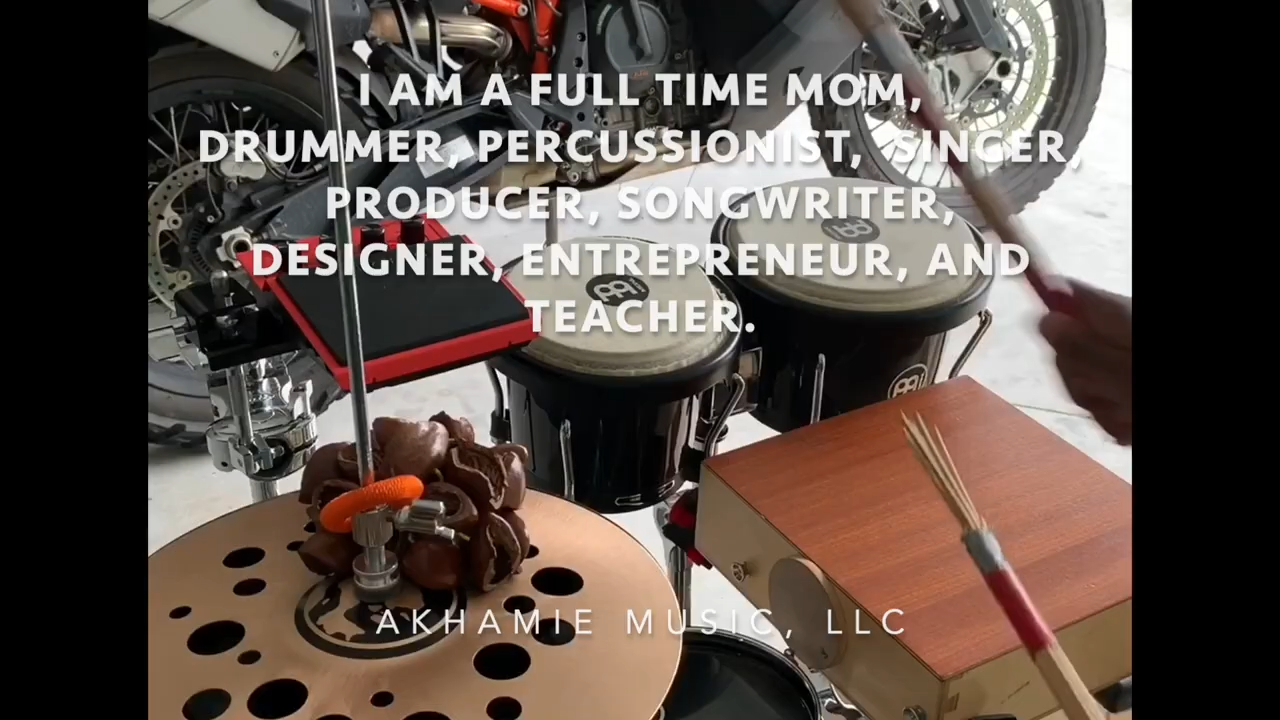 I AM A FULL TIME MOM,
DRUMMER, PERCUSSIONIST, SINGER,
PRODUCER, SONGWRITER,
DESIGNER, ENTREPRENEUR, AND
TEACHER.
AKHAMIE MUSIC, LLC